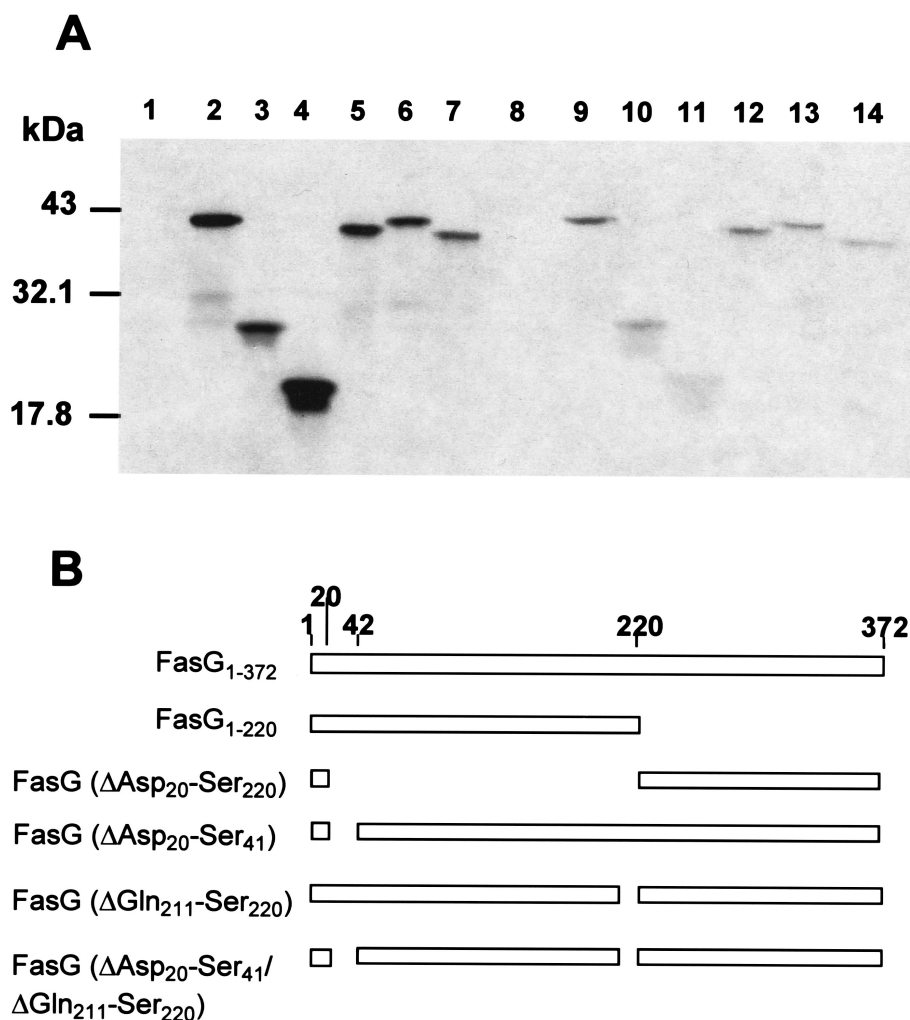 A
1 2 3 4 5 6 7 8 9 10 11 12 13 14
kDa
43
32.1
17.8
B
20
1 42 220 372
FasG1-372
FasG1-220
FasG (ΔAsp20-Ser220)
FasG (ΔAsp20-Ser41)
FasG (ΔGln211-Ser220)
FasG (ΔAsp20-Ser41/
ΔGln211-Ser220)